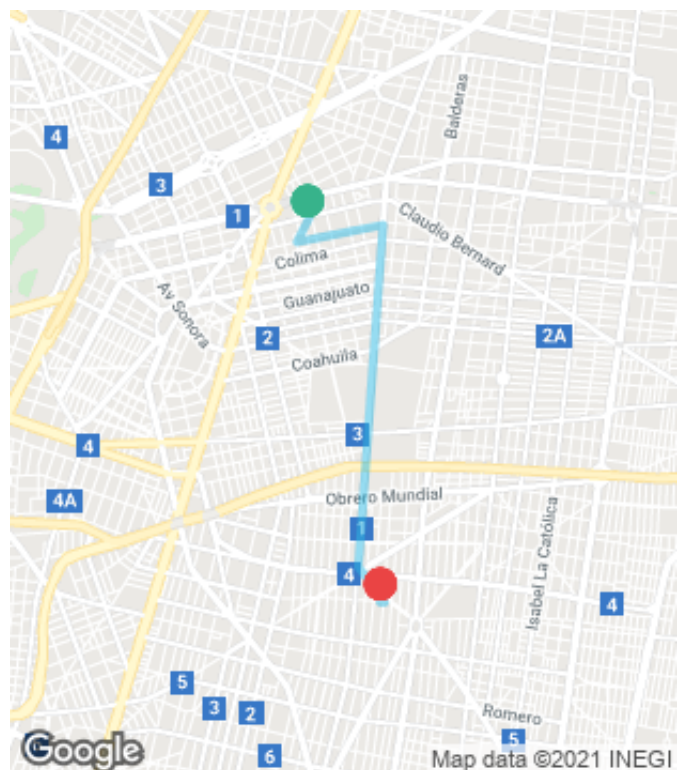 4
Balderas
3
1
Claudio Bernard
Colima
Av Sonora
Guanajuato
2
2A
Coahuila
3
4
4A
Obrero Mundial
1
Isabel La Católica
4
4
5
3
2
Romero
5
6
Google
Map data ©2021 INEGI